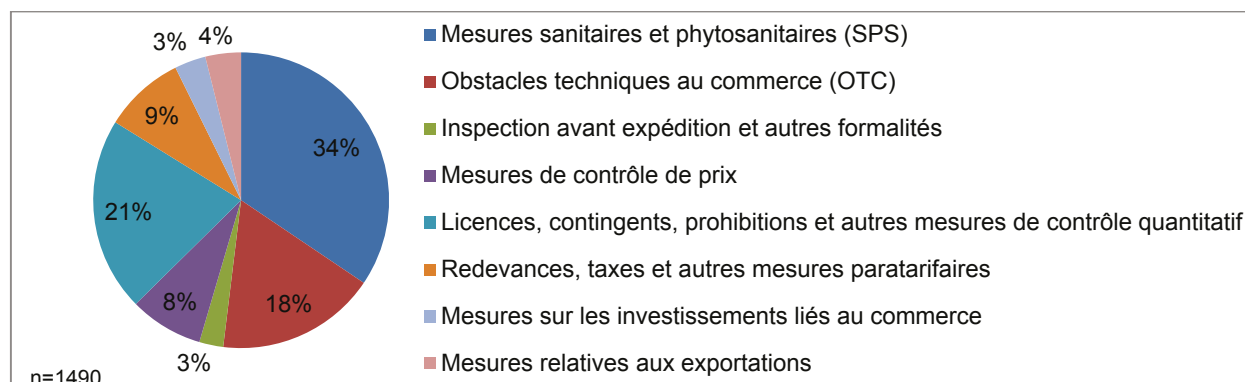 3% 4%
9%
34%
21%
8%
18%
3%
n=1490
Mesures sanitaires et phytosanitaires (SPS)
Obstacles techniques au commerce (OTC)
Inspection avant expédition et autres formalités
Mesures de contrôle de prix
Licences, contingents, prohibitions et autres mesures de contrôle quantitatif
Redevances, taxes et autres mesures paratarifaires
Mesures sur les investissements liés au commerce
Mesures relatives aux exportations